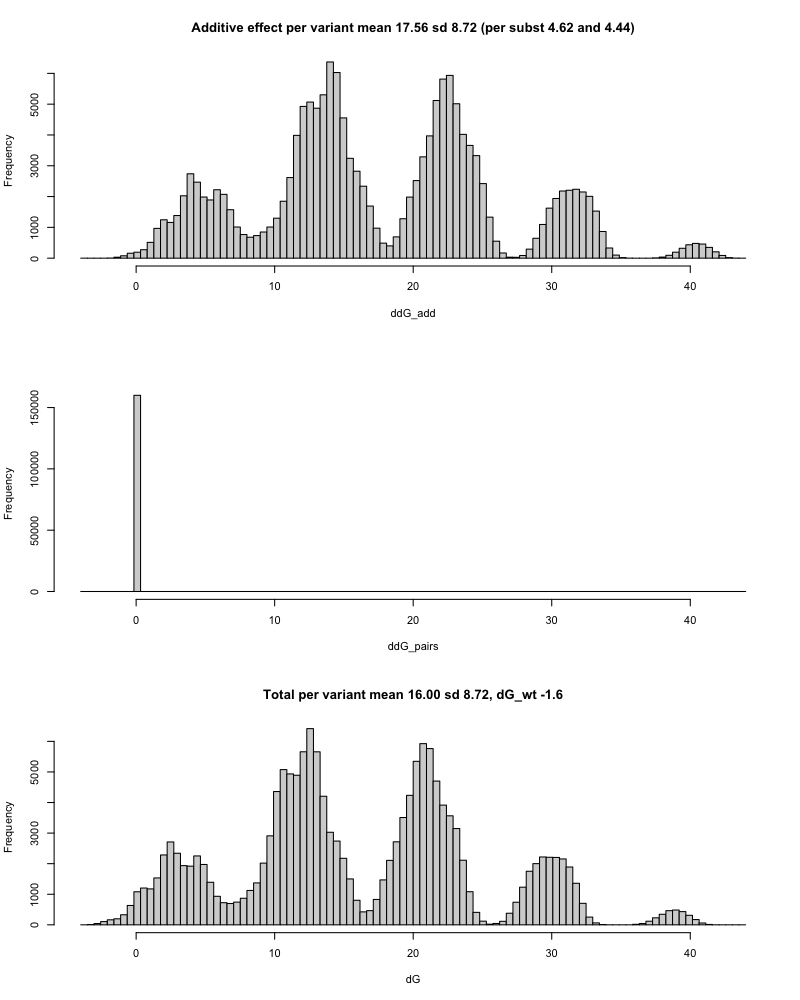 Additive effect per variant mean 17.56 sd 8.72 (per subst 4.62 and 4.44)
Frequency
5000
3000
1000
0
0 10 20 30 40
ddG_add
Frequency
150000
100000
50000
0
0 10 20 30 40
ddG_pairs
Total per variant mean 16.00 sd 8.72, dG_wt -1.6
Frequency
5000
3000
1000
0
0 10 20 30 40
dG